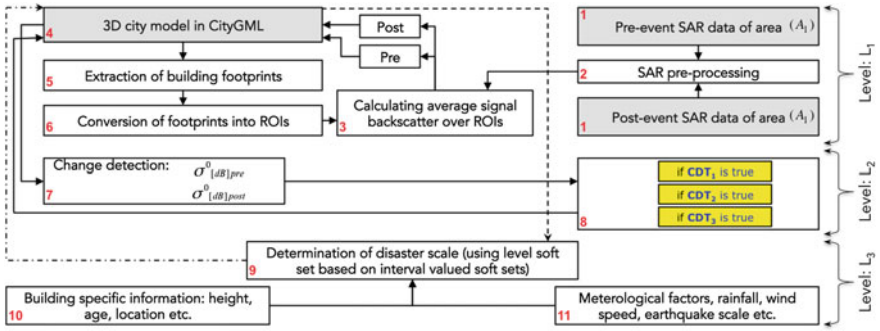 4
3D city model in CityGML
Post
Pre
5
Extraction of building footprints
6
Conversion of footprints into ROIs
3
Calculating average signal
backscatter over ROIs
1
Pre-event SAR data of area (A₁)
2
SAR pre-processing
1
Post-event SAR data of area (A₁)
Level: L₁
7
Change detection: σ⁰[dB]pre
σ⁰[dB]post
8
if CDT₁ is true
if CDT₂ is true
if CDT₃ is true
Level: L₂
9
Determination of disaster scale (using level soft
set based on interval valued soft sets)
10
Building specific information: height,
age, location etc.
11
Meterological factors, rainfall, wind
speed, earthquake scale etc.
Level: L₃